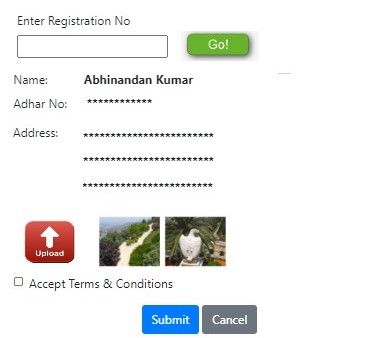 Enter Registration No
Go!
Name: Abhinandan Kumar
Adhar No: ************
Address: ************************
************************
************************
Upload
Accept Terms & Conditions
Submit Cancel